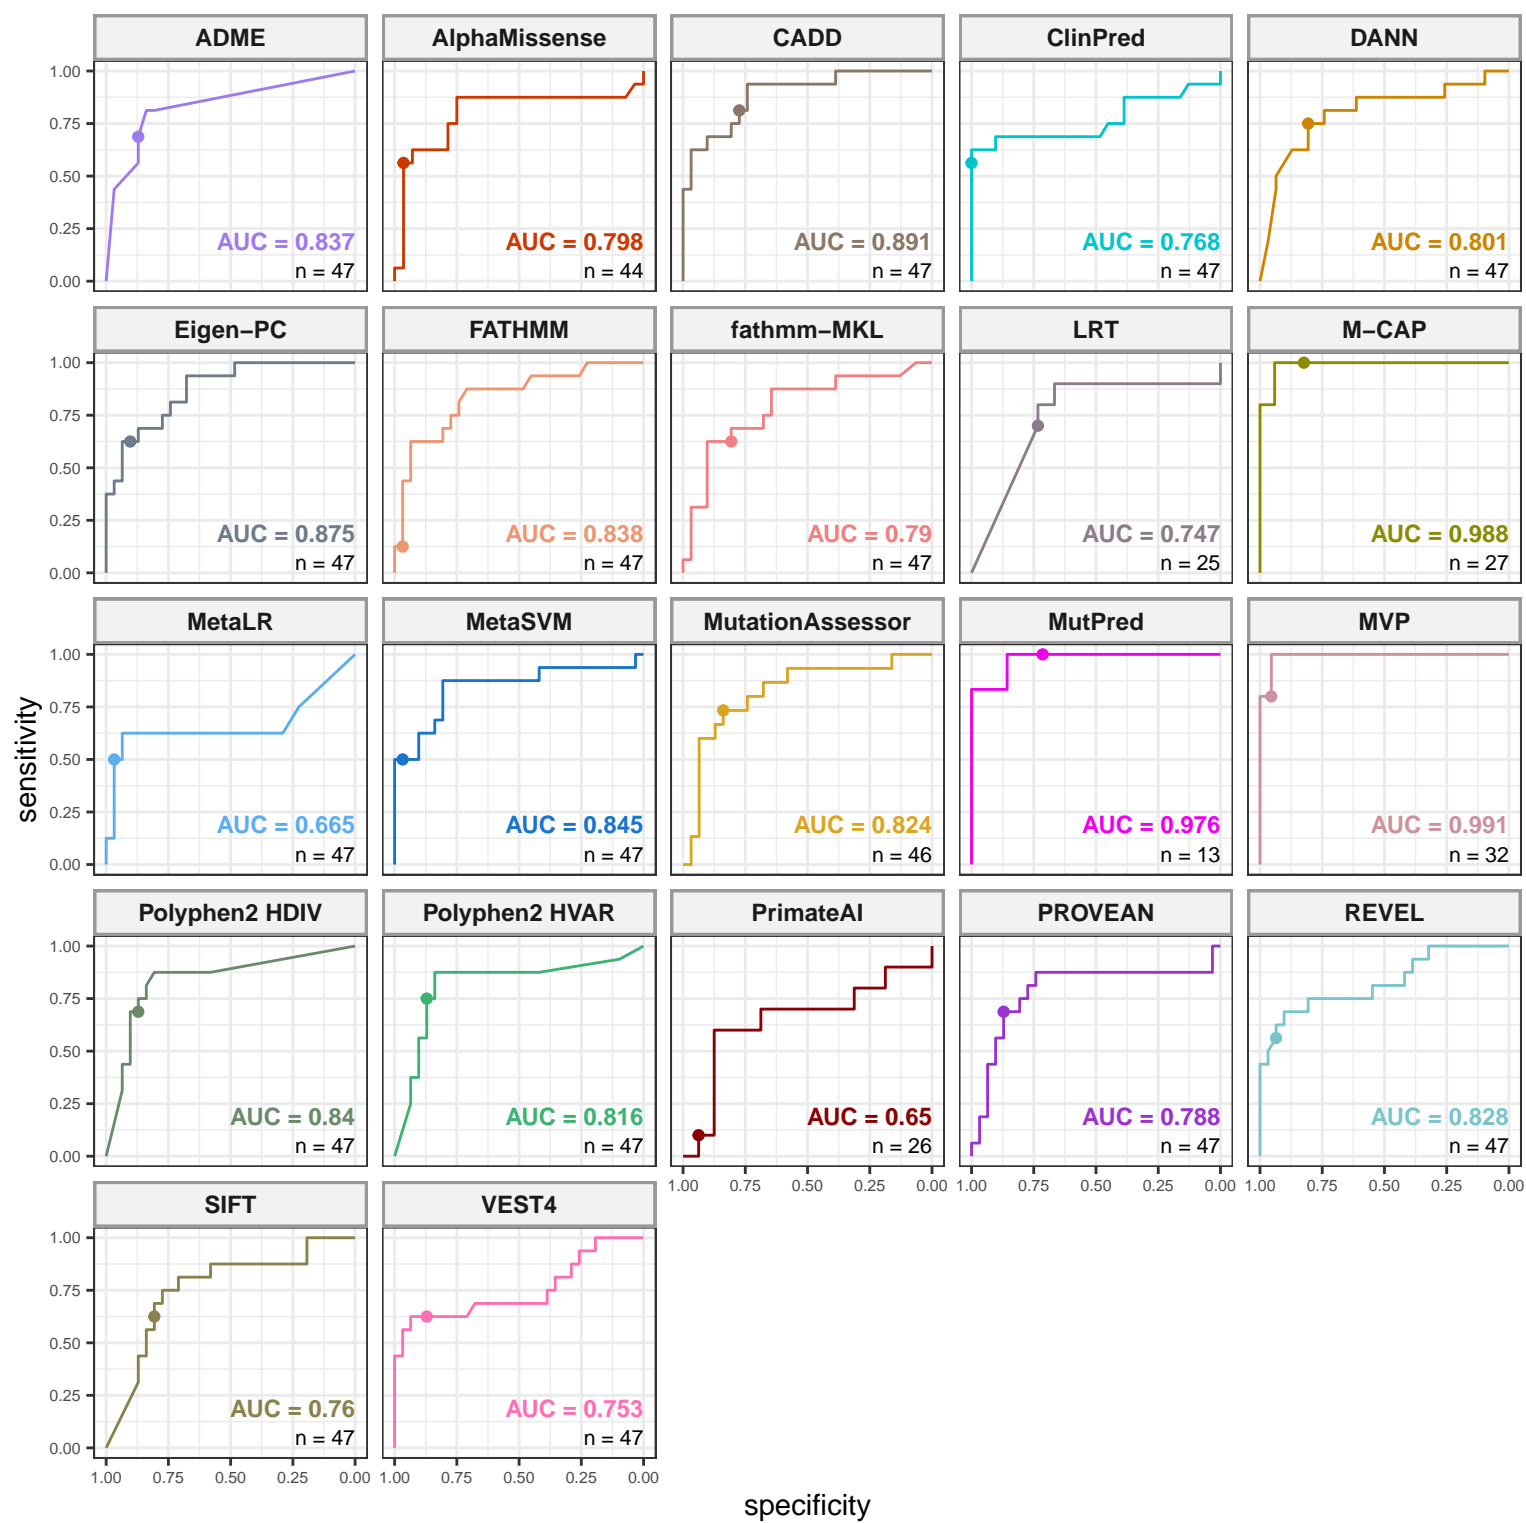 ADME
AlphaMissense
CADD
ClinPred
DANN
1.00
0.75
0.50
0.25
0.00
AUC = 0.837
n = 47
AUC = 0.798
n = 44
AUC = 0.891
n = 47
AUC = 0.768
n = 47
AUC = 0.801
n = 47
Eigen−PC
FATHMM
fathmm−MKL
LRT
M−CAP
1.00
0.75
0.50
0.25
0.00
AUC = 0.875
n = 47
AUC = 0.838
n = 47
AUC = 0.79
n = 47
AUC = 0.747
n = 25
AUC = 0.988
n = 27
MetaLR
MetaSVM
MutationAssessor
MutPred
MVP
1.00
0.75
0.50
0.25
0.00
AUC = 0.665
n = 47
AUC = 0.845
n = 47
AUC = 0.824
n = 46
AUC = 0.976
n = 13
AUC = 0.991
n = 32
sensitivity
Polyphen2 HDIV
Polyphen2 HVAR
PrimateAI
PROVEAN
REVEL
1.00
0.75
0.50
0.25
0.00
AUC = 0.84
n = 47
AUC = 0.816
n = 47
AUC = 0.65
n = 26
AUC = 0.788
n = 47
AUC = 0.828
n = 47
1.00 0.75 0.50 0.25 0.00
1.00 0.75 0.50 0.25 0.00
1.00 0.75 0.50 0.25 0.00
SIFT
VEST4
1.00
0.75
0.50
0.25
0.00
AUC = 0.76
n = 47
AUC = 0.753
n = 47
1.00 0.75 0.50 0.25 0.00
1.00 0.75 0.50 0.25 0.00
specificity